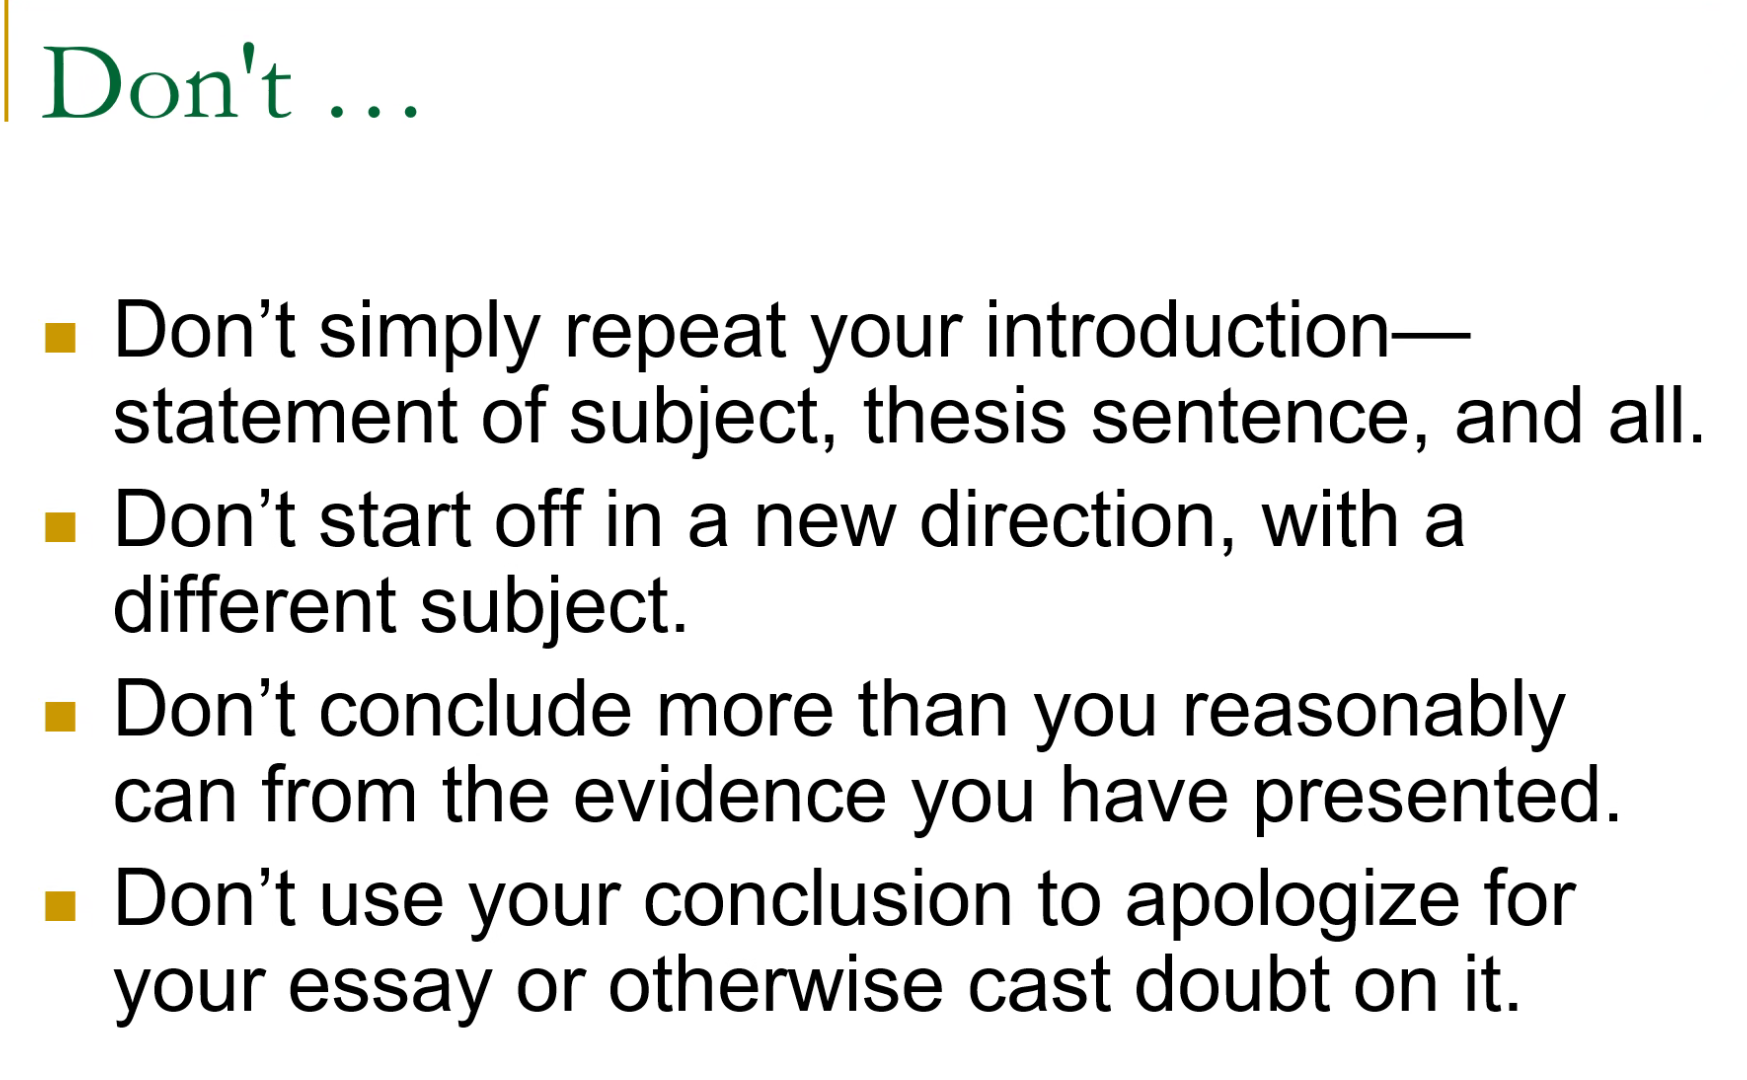 Don't …
Don’t simply repeat your introduction—
statement of subject, thesis sentence, and all.
Don’t start off in a new direction, with a
different subject.
Don’t conclude more than you reasonably
can from the evidence you have presented.
Don’t use your conclusion to apologize for
your essay or otherwise cast doubt on it.